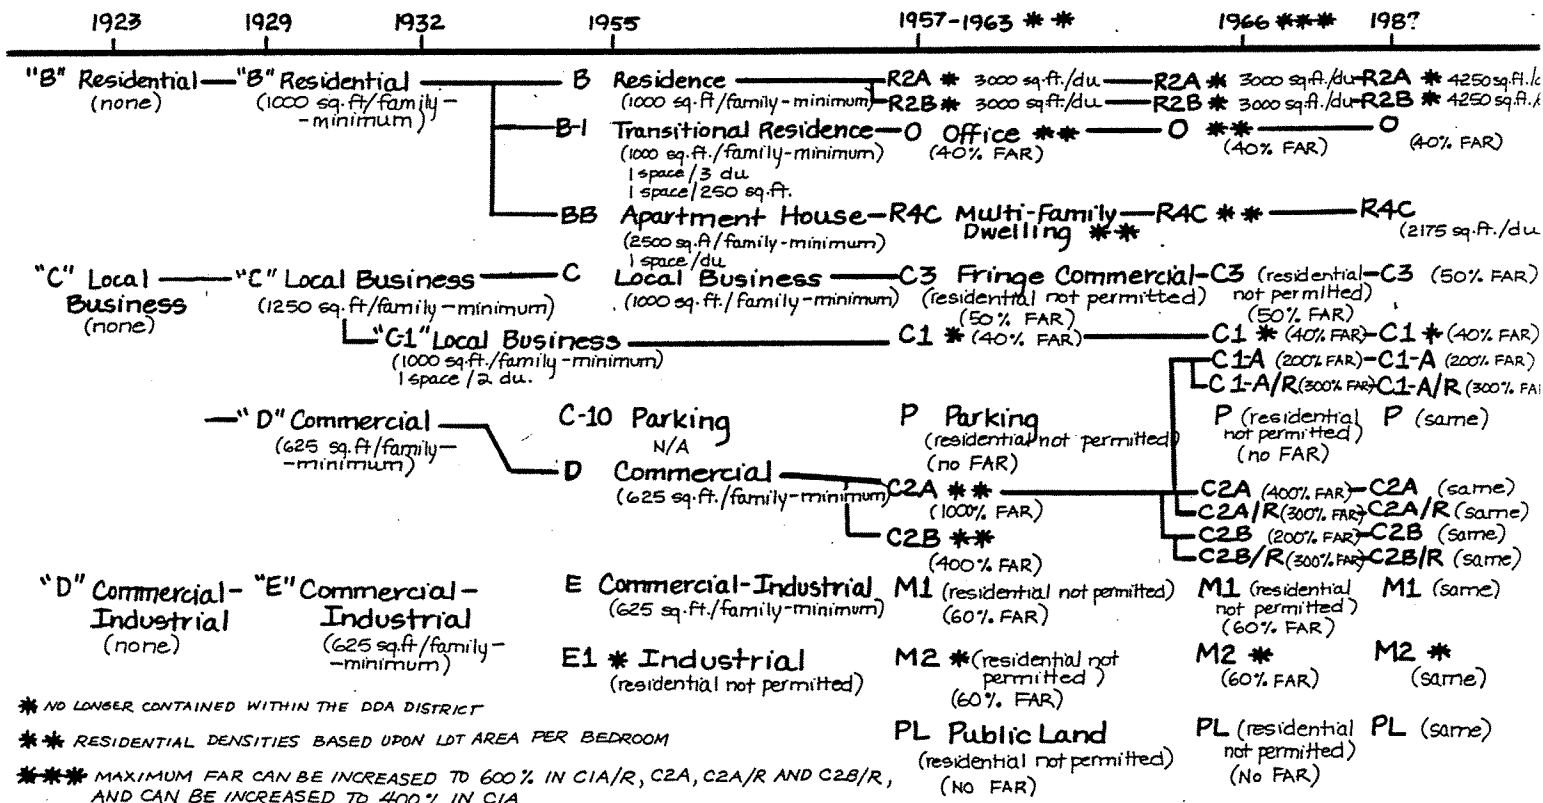 1923 1929 1932 1955 1957-1963 ** 1966 *** 198?
"B" Residential "B" Residential B Residence R2A * 3000 sq.ft./du R2A * 3000 sq.ft./du R2A * 4250 sq.ft./
(none) (1000 sq.ft/family- (1000 sq.ft/family-minimum) R2B * 3000 sq.ft./du R2B * 3000 sq.ft./du R2B * 4250 sq.ft./
-minimum)
B-1 Transitional Residence O Office ** O ** O
(1000 sq.ft./family-minimum) (40% FAR) (40% FAR) (40% FAR)
1 space/3 du
1 space/250 sq.ft.
BB Apartment House R4C Multi-Family R4C ** R4C
Dwelling **
(2500 sq.ft/family-minimum) (2175 sq.ft./du
1 space/du
"C" Local "C" Local Business C Local Business C3 Fringe Commercial C3 (residential C3 (50% FAR)
Business (1250 sq.ft/family-minimum) (1000 sq.ft/family-minimum) (residential not permitted) not permitted)
(none) (50% FAR) (50% FAR)
"C-1" Local Business C1 * (40% FAR) C1 * (40% FAR) C1 * (40% FAR)
(1000 sq.ft./family-minimum) C1-A (200% FAR) C1-A (200% FAR)
1 space/2 du. C1-A/R (300% FAR) C1-A/R (300% FA
"D" Commercial C-10 Parking P Parking P (residential P (same)
(625 sq.ft/family- N/A (residential not permitted) not permitted)
-minimum) (no FAR) (no FAR)
D Commercial
(625 sq.ft./family-minimum) C2A ** C2A (400% FAR) C2A (same)
(1000% FAR) C2A/R (300% FAR) C2A/R (same)
C2B ** C2B (200% FAR) C2B (same)
(400% FAR) C2B/R (300% FAR) C2B/R (same)
"D" Commercial- "E" Commercial- E Commercial-Industrial M1 (residential not permitted) M1 (residential M1 (same)
Industrial Industrial (625 sq.ft./family-minimum) (60% FAR) not permitted)
(none) (625 sq.ft/family- (60% FAR)
-minimum)
E1 * Industrial M2 * (residential not M2 * M2 *
(residential not permitted) permitted) (60% FAR) (same)
(60% FAR)
* NO LONGER CONTAINED WITHIN THE DDA DISTRICT
PL Public Land PL (residential PL (same)
** RESIDENTIAL DENSITIES BASED UPON LOT AREA PER BEDROOM
(residential not permitted) not permitted)
(NO FAR) (No FAR)
*** MAXIMUM FAR CAN BE INCREASED TO 600% IN C1A/R, C2A, C2A/R AND C2B/R,
AND CAN BE INCREASED TO 400% IN C1A